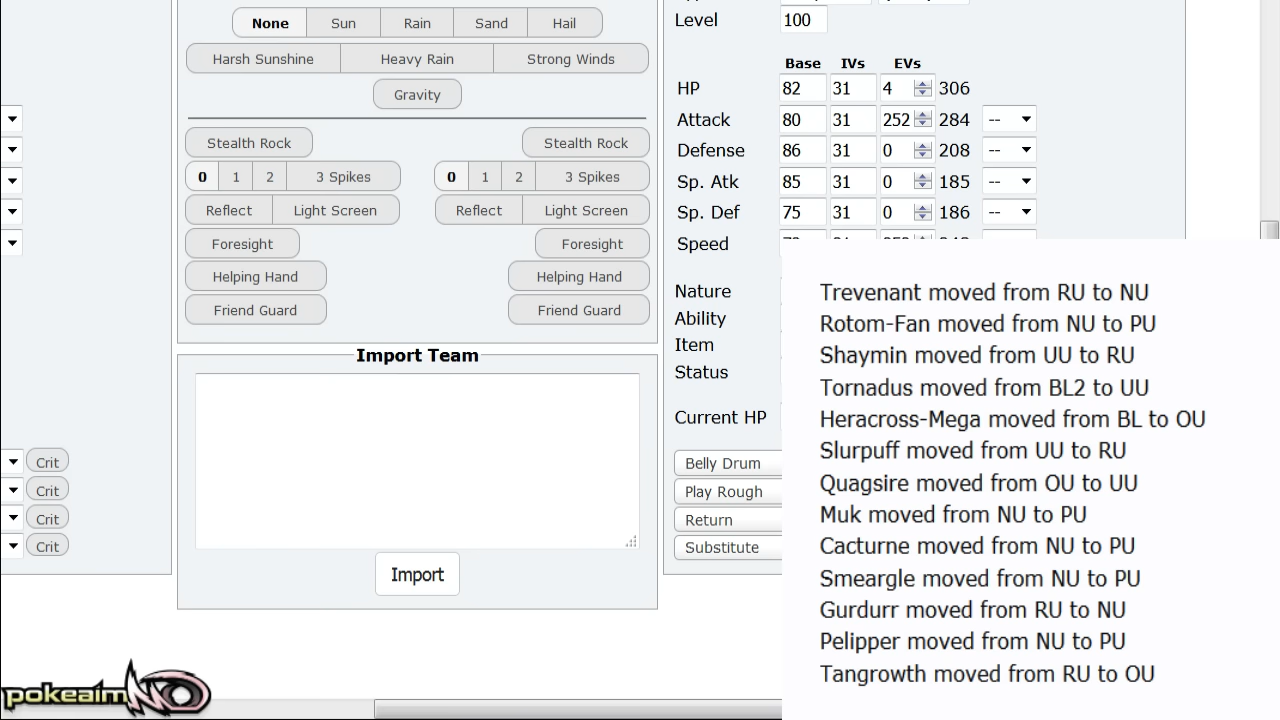 None Sun Rain Sand Hail
Harsh Sunshine Heavy Rain Strong Winds
Gravity
Stealth Rock Stealth Rock
0 1 2 3 Spikes 0 1 2 3 Spikes
Reflect Light Screen Reflect Light Screen
Foresight Foresight
Helping Hand Helping Hand
Friend Guard Friend Guard
Import Team
Import
Crit
Crit
Crit
Crit
Level 100
Base IVs EVs
HP 82 31 4 306
Attack 80 31 252 284 --
Defense 86 31 0 208 --
Sp. Atk 85 31 0 185 --
Sp. Def 75 31 0 186 --
Speed
Nature
Ability
Item
Status
Current HP
Belly Drum
Play Rough
Return
Substitute
Trevenant moved from RU to NU
Rotom-Fan moved from NU to PU
Shaymin moved from UU to RU
Tornadus moved from BL2 to UU
Heracross-Mega moved from BL to OU
Slurpuff moved from UU to RU
Quagsire moved from OU to UU
Muk moved from NU to PU
Cacturne moved from NU to PU
Smeargle moved from NU to PU
Gurdurr moved from RU to NU
Pelipper moved from NU to PU
Tangrowth moved from RU to OU
pokeaimMD